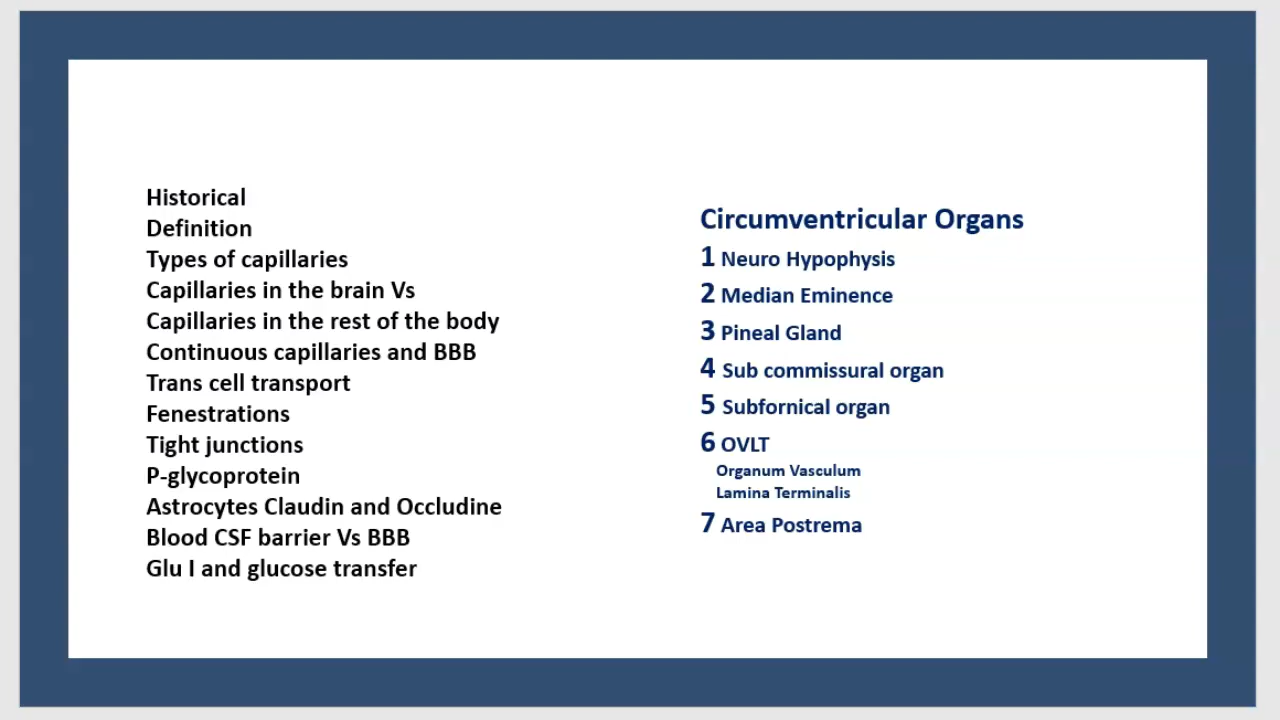 Historical
Definition
Types of capillaries
Capillaries in the brain Vs
Capillaries in the rest of the body
Continuous capillaries and BBB
Trans cell transport
Fenestrations
Tight junctions
P-glycoprotein
Astrocytes Claudin and Occludine
Blood CSF barrier Vs BBB
Glu I and glucose transfer
Circumventricular Organs
1 Neuro Hypophysis
2 Median Eminence
3 Pineal Gland
4 Sub commissural organ
5 Subfornical organ
6 OVLT
Organum Vasculum
Lamina Terminalis
7 Area Postrema